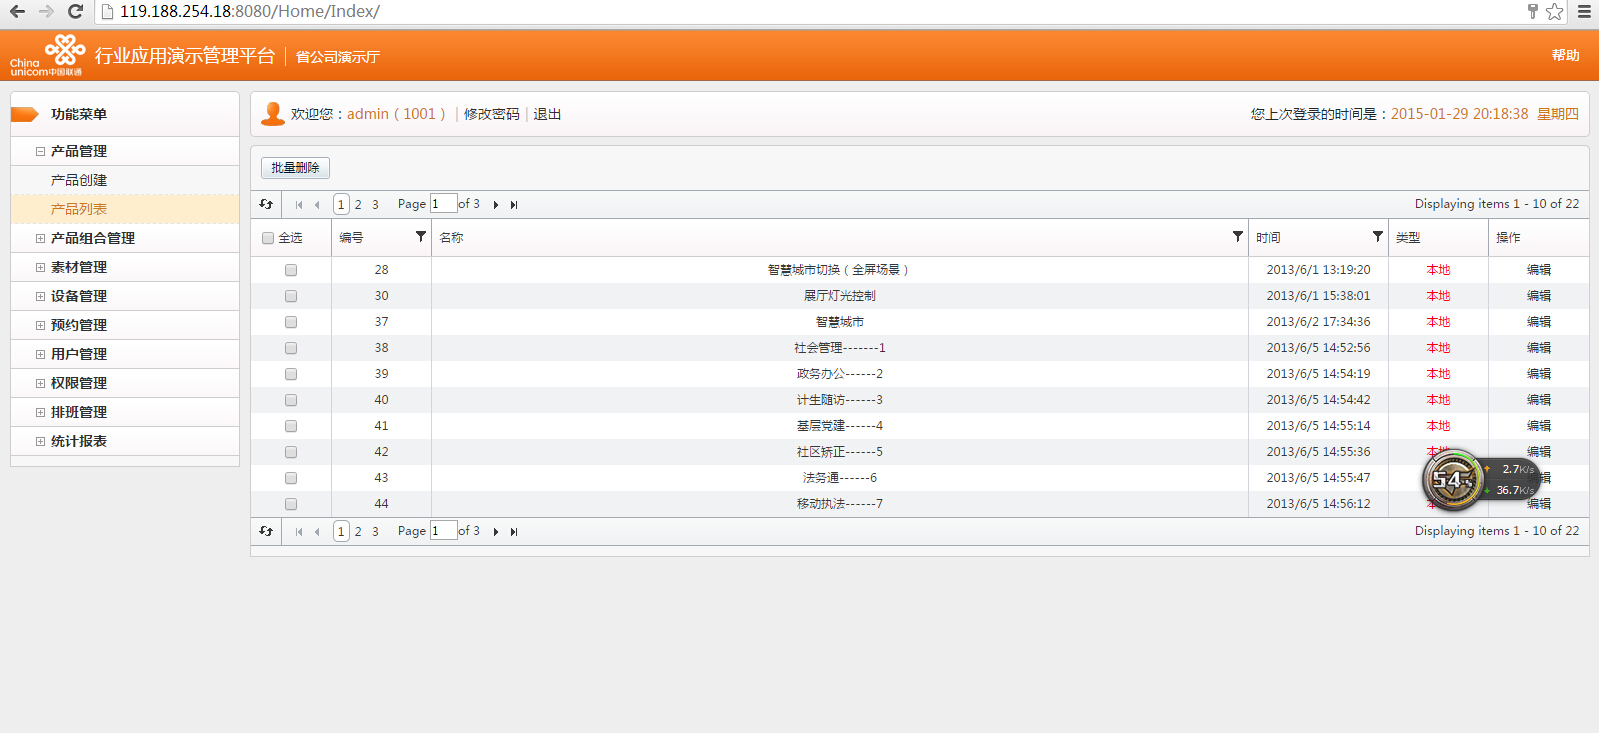 119.188.254.18:8080/Home/Index/
China unicom中国联通 行业应用演示管理平台 | 省公司演示厅 帮助
功能菜单
产品管理
产品创建
产品列表
产品组合管理
素材管理
设备管理
预约管理
用户管理
权限管理
排班管理
统计报表
欢迎您：admin（1001）| 修改密码 | 退出 您上次登录的时间是：2015-01-29 20:18:38 星期四
批量删除
1 2 3 Page 1 of 3 Displaying items 1 - 10 of 22
全选 编号 名称 时间 类型 操作
28 智慧城市切换（全屏场景） 2013/6/1 13:19:20 本地 编辑
30 展厅灯光控制 2013/6/1 15:38:01 本地 编辑
37 智慧城市 2013/6/2 17:34:36 本地 编辑
38 社会管理-------1 2013/6/5 14:52:56 本地 编辑
39 政务办公------2 2013/6/5 14:54:19 本地 编辑
40 计生随访------3 2013/6/5 14:54:42 本地 编辑
41 基层党建------4 2013/6/5 14:55:14 本地 编辑
42 社区矫正------5 2013/6/5 14:55:36 本地 编辑
43 法务通------6 2013/6/5 14:55:47 编辑
44 移动执法------7 2013/6/5 14:56:12 编辑
54%
2.7K/s
36.7K/s
1 2 3 Page 1 of 3 Displaying items 1 - 10 of 22